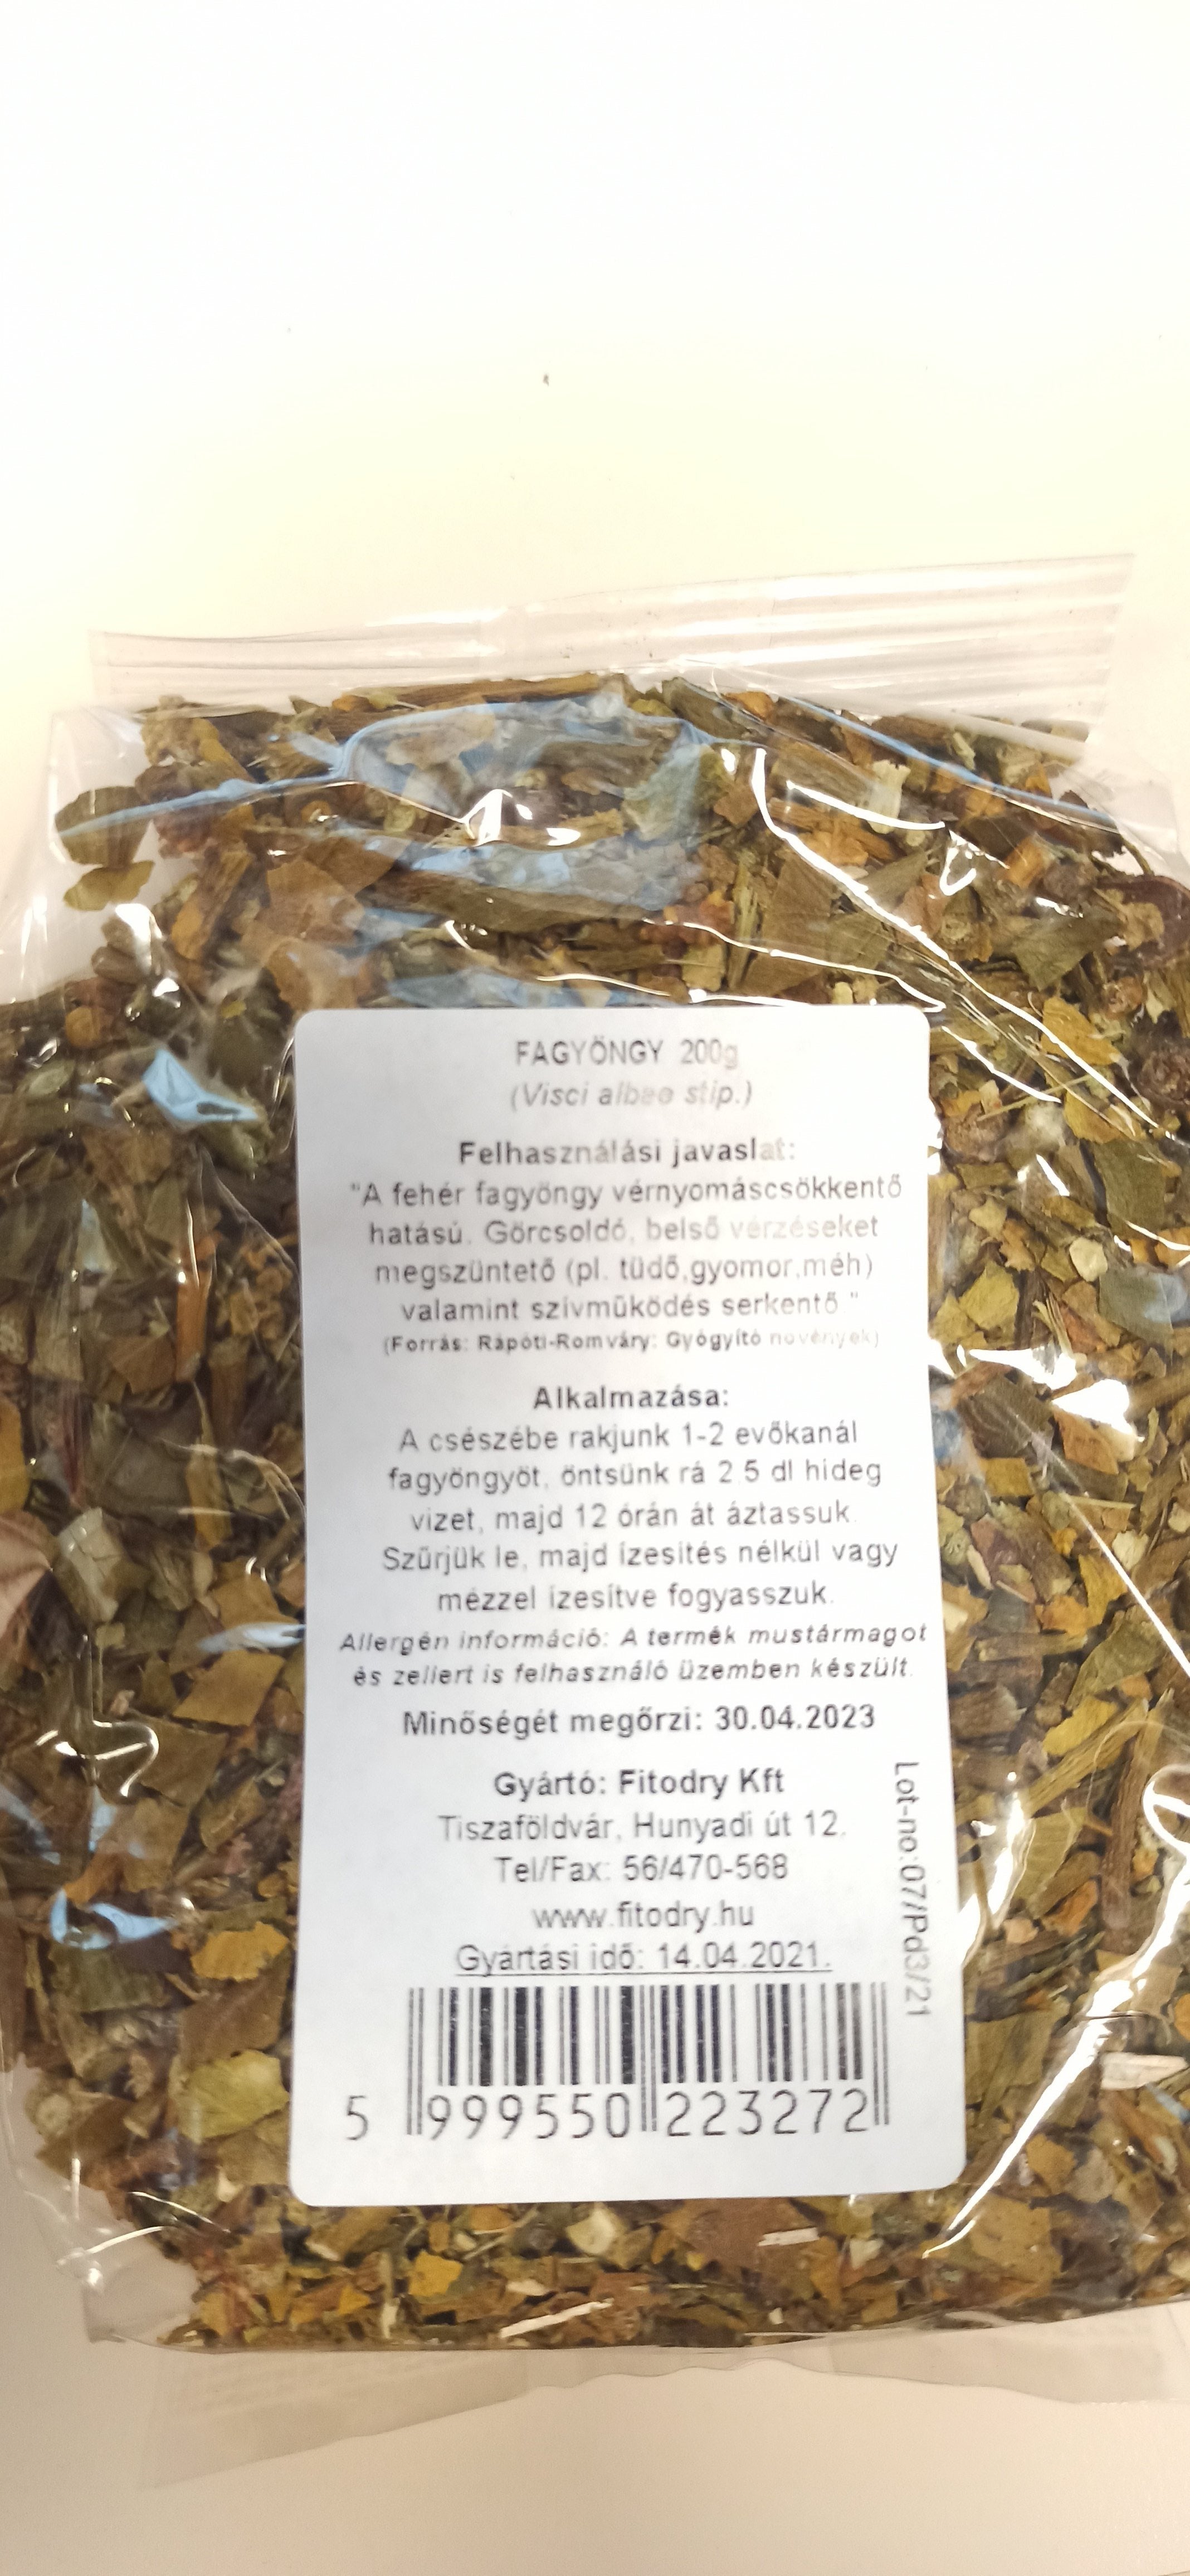 FAGYÖNGY 200g
(Visci albae stip.)
Felhasználási javaslat:
"A fehér fagyöngy vérnyomáscsökkentő
hatású. Görcsoldó, belső vérzéseket
megszüntető (pl. tüdő,gyomor,méh)
valamint szívműködés serkentő "
(Forrás: Rápóti-Romváry: Gyógyító növények)
Alkalmazása:
A csészébe rakjunk 1-2 evőkanál
fagyöngyöt, öntsünk rá 2.5 dl hideg
vizet, majd 12 órán át áztassuk.
Szűrjük le, majd ízesítés nélkül vagy
mézzel ízesítve fogyasszuk.
Allergén információ: A termék mustármagot
és zellert is felhasználó üzemben készült.
Minőségét megőrzi: 30.04.2023
Gyártó: Fitodry Kft
Tiszaföldvár, Hunyadi út 12.
Tel/Fax: 56/470-568
www.fitodry.hu
Gyártási idő: 14.04.2021.
Lot-no:07/Pd3/21
5 999550 223272